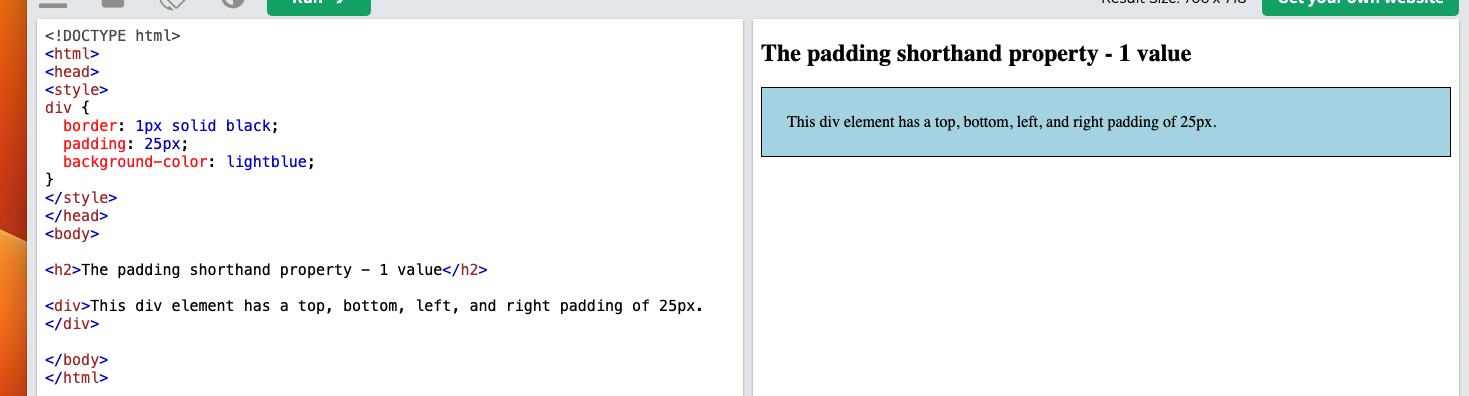 Run
Result Size: 706 x 718
Get your own website
<!DOCTYPE html>
<html>
<head>
<style>
div {
  border: 1px solid black;
  padding: 25px;
  background-color: lightblue;
}
</style>
</head>
<body>

<h2>The padding shorthand property - 1 value</h2>

<div>This div element has a top, bottom, left, and right padding of 25px.
</div>

</body>
</html>
The padding shorthand property - 1 value
This div element has a top, bottom, left, and right padding of 25px.